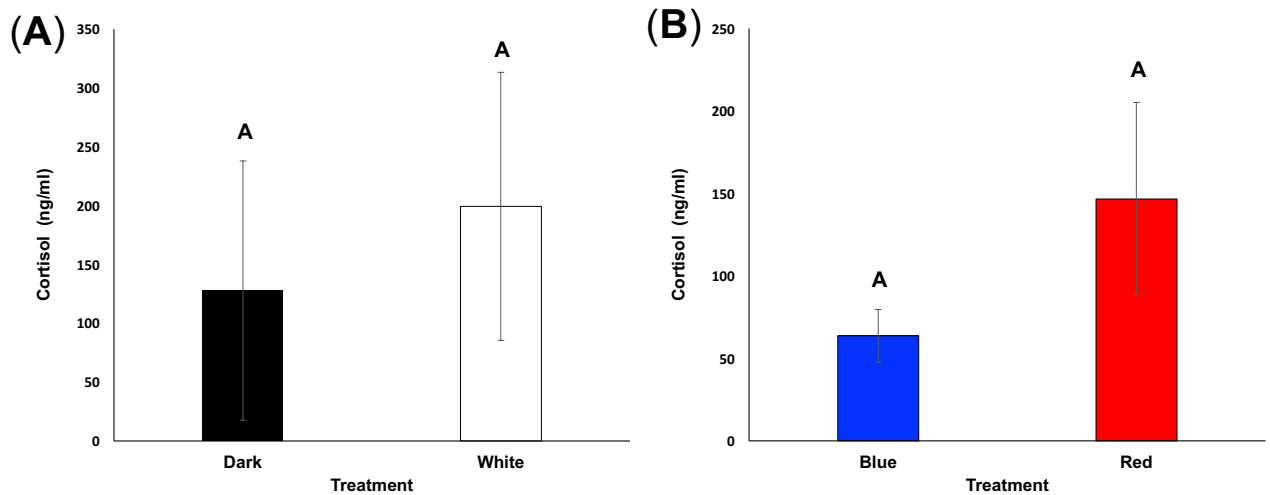 (A)
350
300
250
200
150
100
50
0
Cortisol (ng/ml)
A
A
Dark
White
Treatment
(B)
250
200
150
100
50
0
Cortisol (ng/ml)
A
A
Blue
Red
Treatment